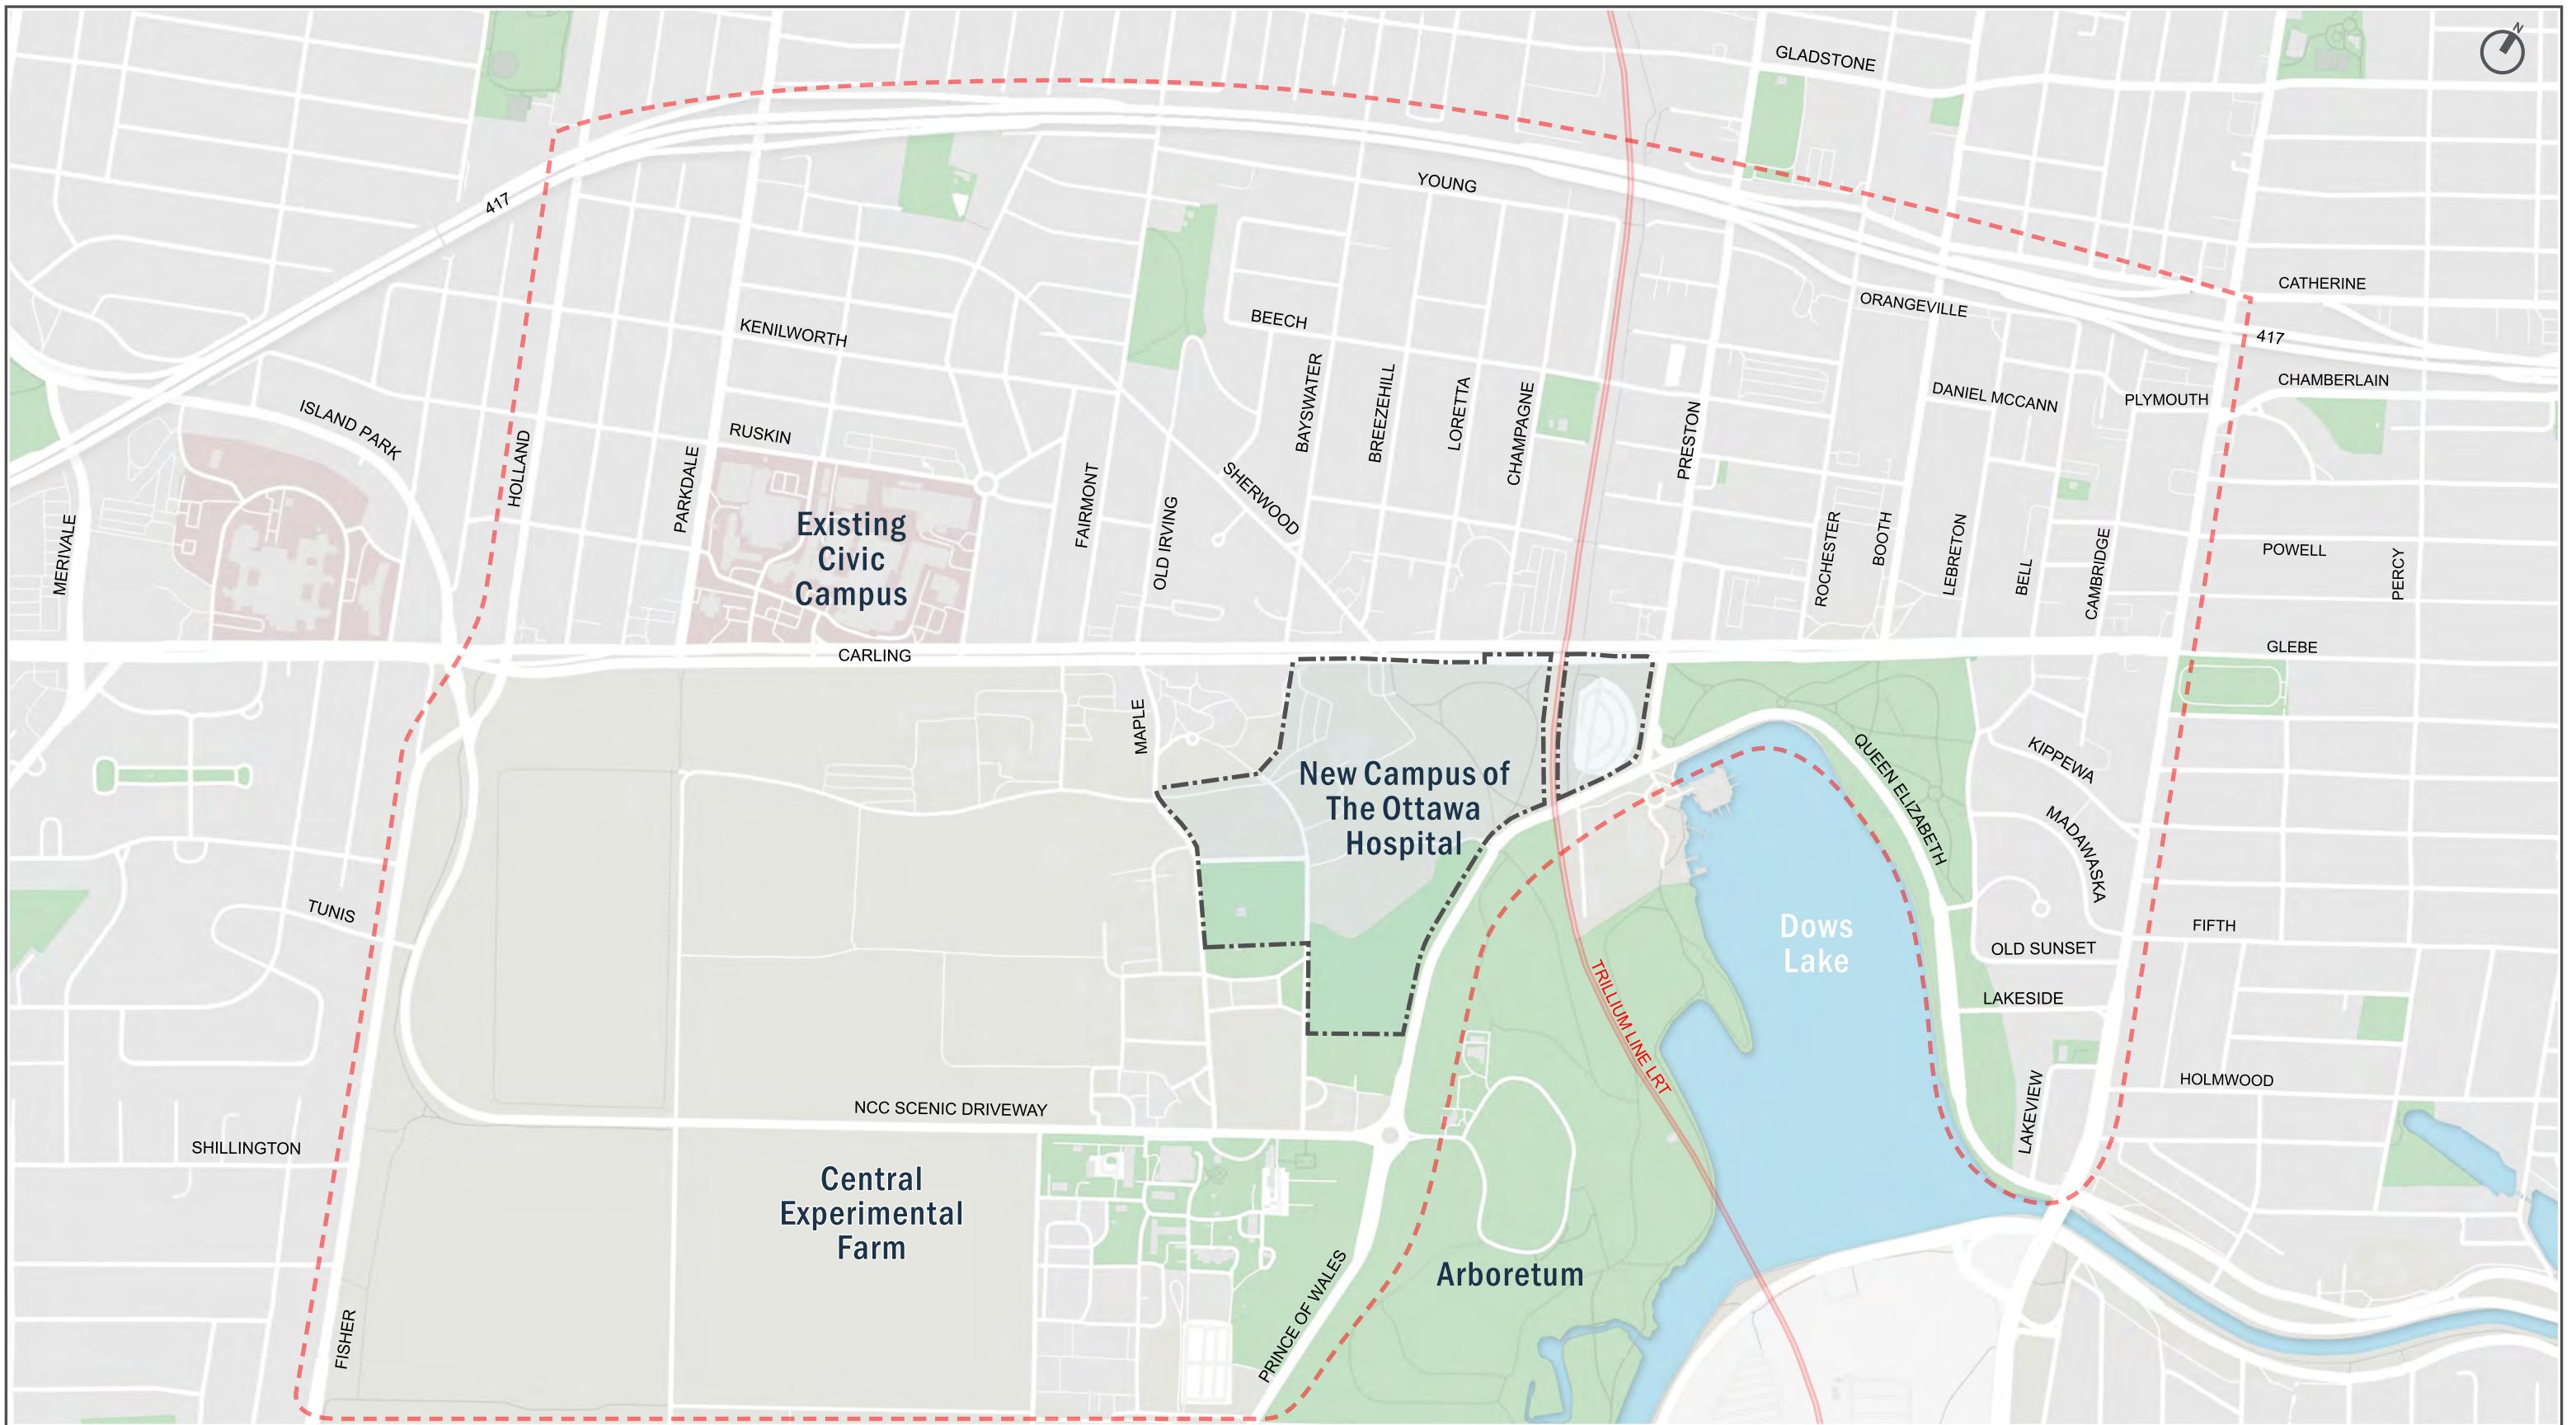 N
GLADSTONE
417
YOUNG
CATHERINE
ORANGEVILLE
BEECH
KENILWORTH
417
CHAMBERLAIN
DANIEL MCCANN
PLYMOUTH
ISLAND PARK
BAYSWATER
BREEZEHILL
LORETTA
CHAMPAGNE
PRESTON
RUSKIN
HOLLAND
PARKDALE
FAIRMONT
OLD IRVING
SHERWOOD
MERIVALE
Existing
Civic
Campus
ROCHESTER
BOOTH
LEBRETON
BELL
CAMBRIDGE
POWELL
PERCY
GLEBE
CARLING
MAPLE
New Campus of
The Ottawa
Hospital
QUEEN ELIZABETH
KIPPEWA
MADAWASKA
TUNIS
Dows
Lake
FIFTH
OLD SUNSET
LAKESIDE
TRILLIUM LINE LRT
HOLMWOOD
LAKEVIEW
NCC SCENIC DRIVEWAY
SHILLINGTON
Central
Experimental
Farm
Arboretum
PRINCE OF WALES
FISHER